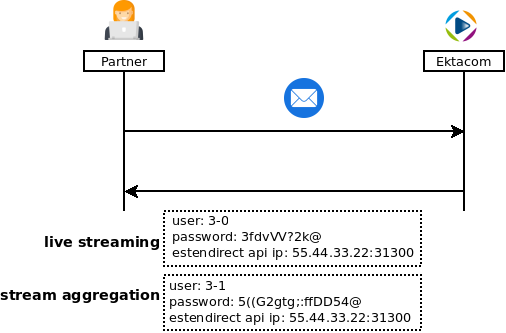 Partner
Ektacom
live streaming
user: 3-0
password: 3fdvVV?2k@
estendirect api ip: 55.44.33.22:31300
stream aggregation
user: 3-1
password: 5((G2gtg;:ffDD54@
estendirect api ip: 55.44.33.22:31300